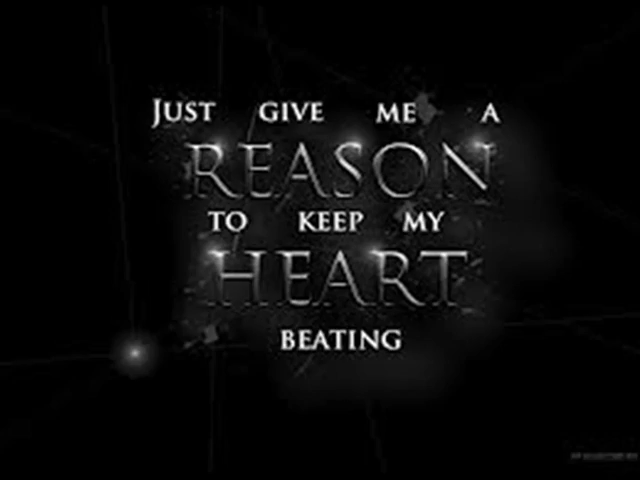 Just give me a
REASON
to keep my
HEART
beating